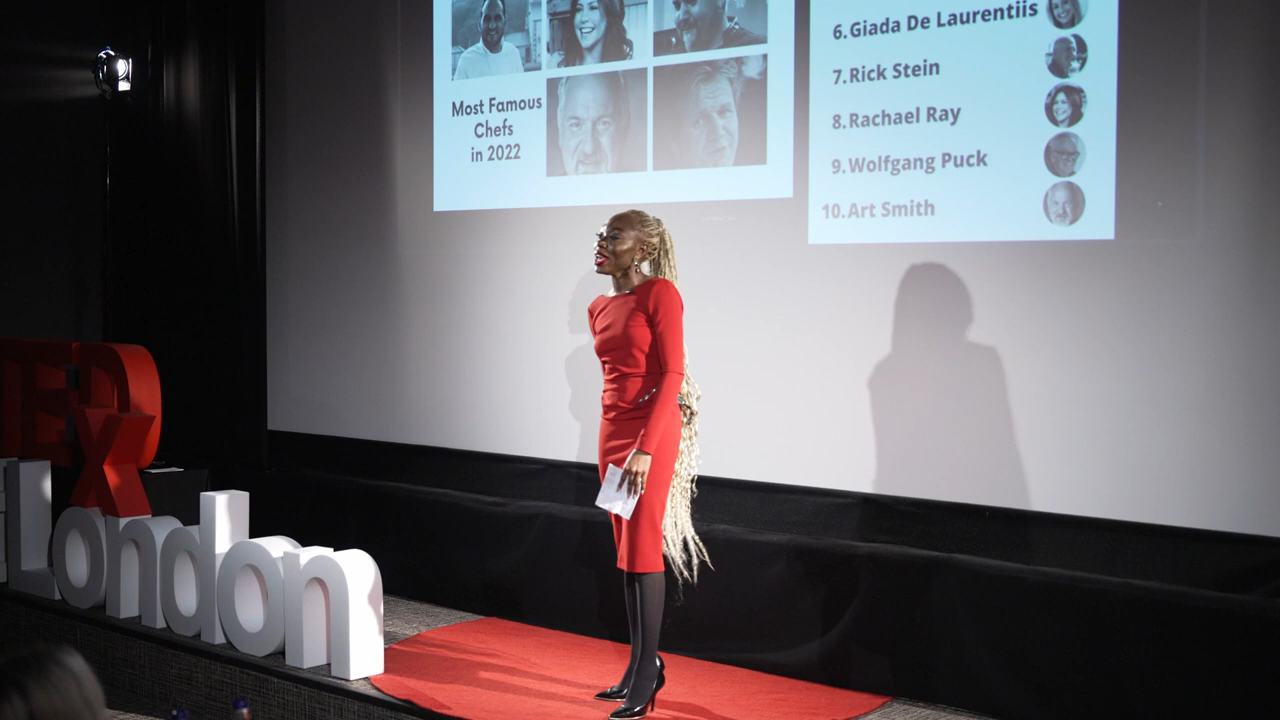 Most Famous
Chefs
in 2022
6. Giada De Laurentiis
7. Rick Stein
8. Rachael Ray
9. Wolfgang Puck
10. Art Smith
TED
x
London